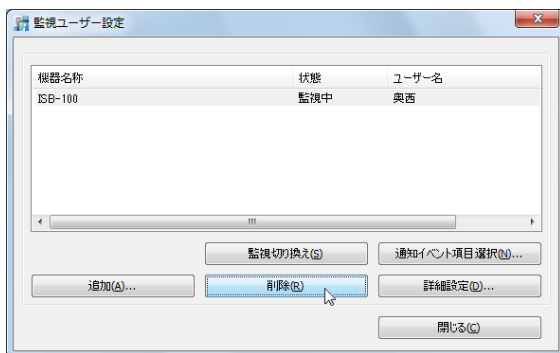 監視ユーザー設定
機器名称 状態 ユーザー名
ISB-100 監視中 奥西
監視切り換え(S) 通知イベント項目選択(N)...
追加(A)... 削除(R) 詳細設定(D)...
閉じる(C)